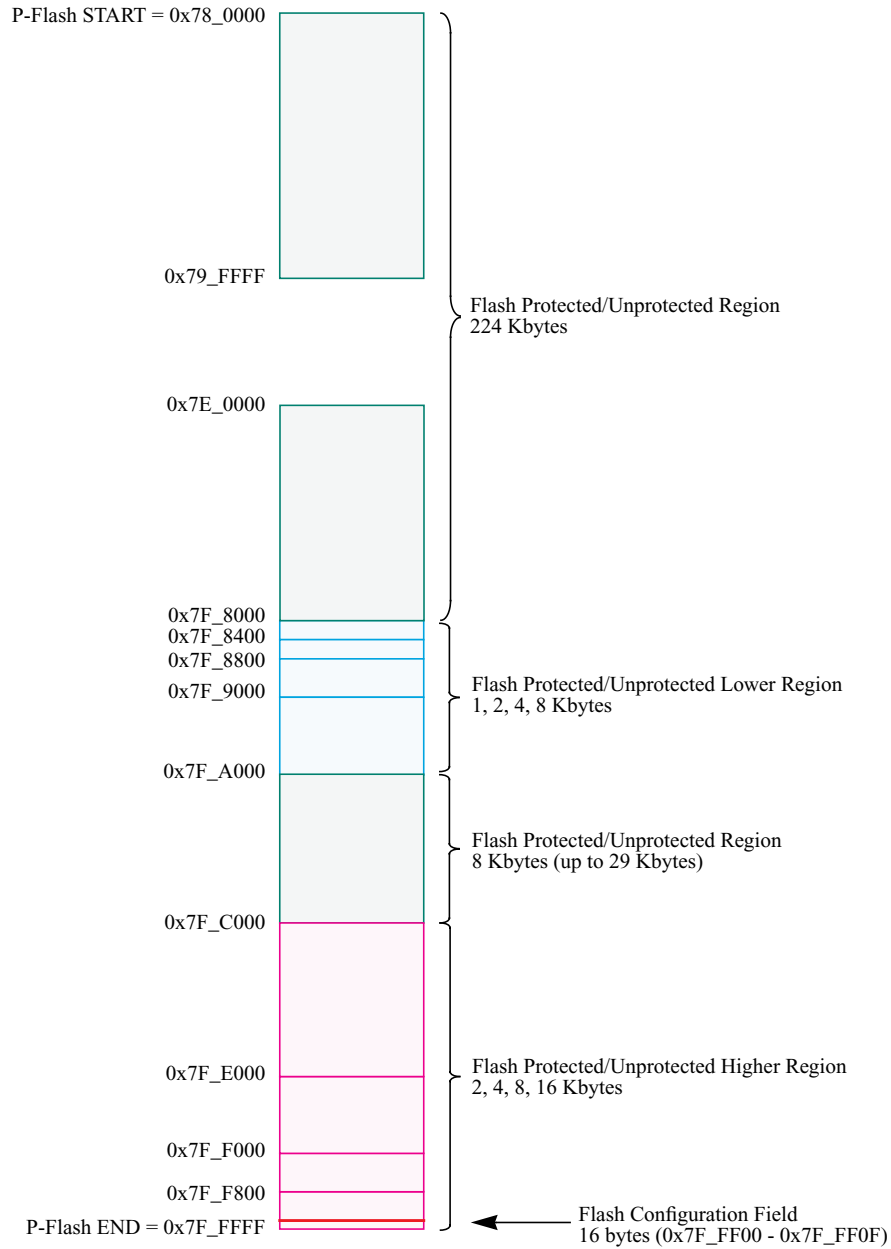 P-Flash START = 0x78_0000
0x79_FFFF
Flash Protected/Unprotected Region
224 Kbytes
0x7E_0000
0x7F_8000
0x7F_8400
0x7F_8800
0x7F_9000
Flash Protected/Unprotected Lower Region
1, 2, 4, 8 Kbytes
0x7F_A000
Flash Protected/Unprotected Region
8 Kbytes (up to 29 Kbytes)
0x7F_C000
0x7F_E000
Flash Protected/Unprotected Higher Region
2, 4, 8, 16 Kbytes
0x7F_F000
0x7F_F800
P-Flash END = 0x7F_FFFF
Flash Configuration Field
16 bytes (0x7F_FF00 - 0x7F_FF0F)